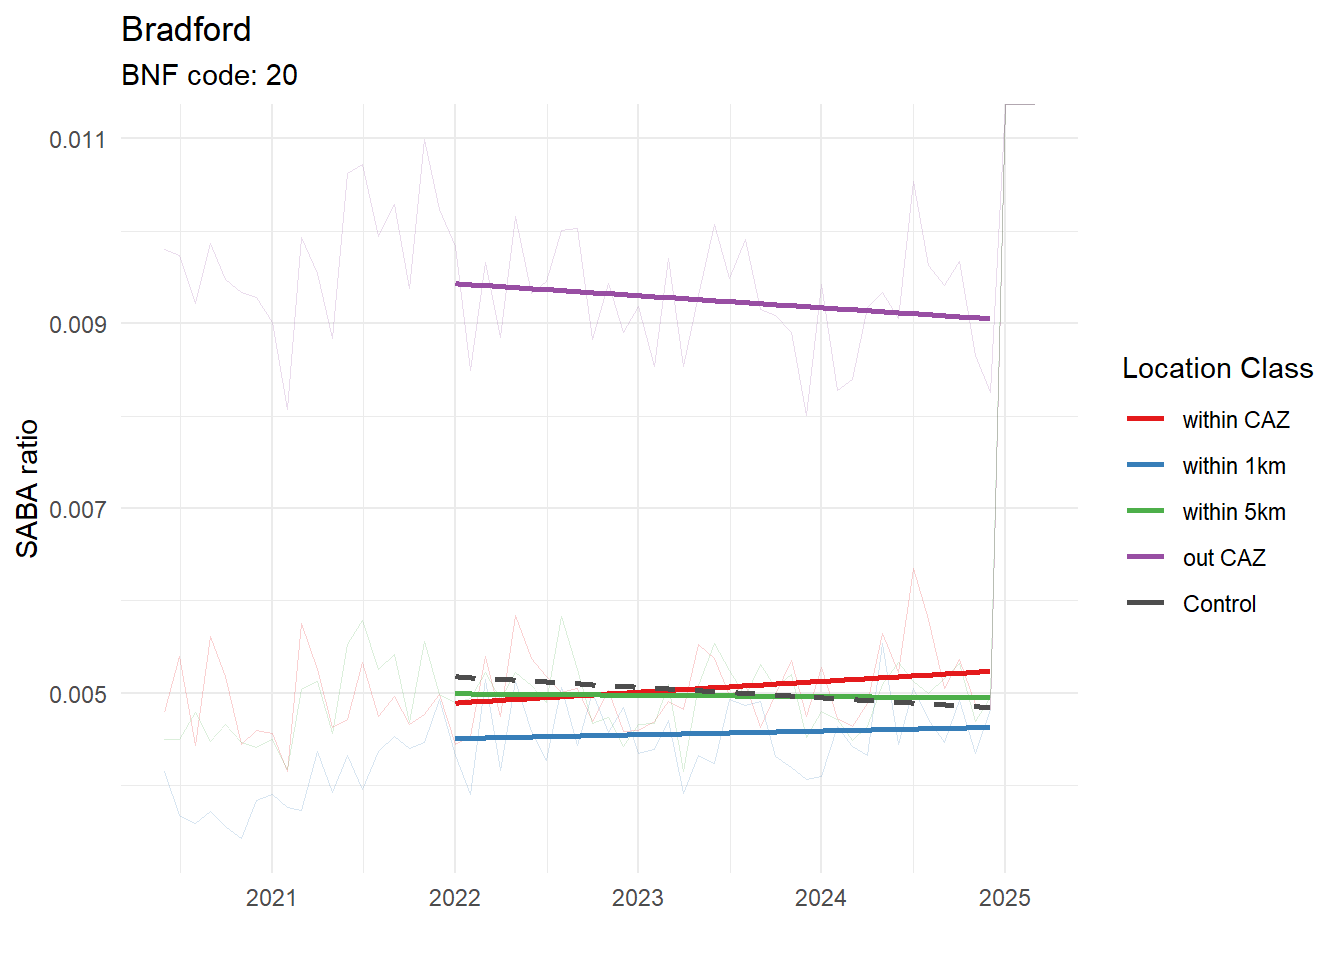 Bradford
BNF code: 20
0.011
0.009
0.007
0.005
SABA ratio
2021
2022
2023
2024
2025
Location Class
within CAZ
within 1km
within 5km
out CAZ
Control